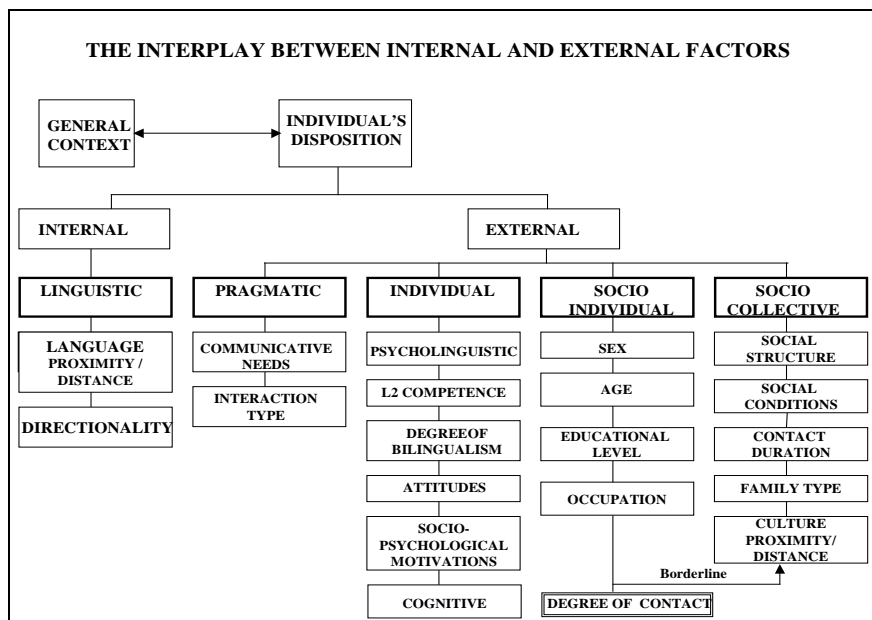 THE INTERPLAY BETWEEN INTERNAL AND EXTERNAL FACTORS
GENERAL
CONTEXT
INDIVIDUAL'S
DISPOSITION
INTERNAL
EXTERNAL
LINGUISTIC
PRAGMATIC
INDIVIDUAL
SOCIO
INDIVIDUAL
SOCIO
COLLECTIVE
LANGUAGE
PROXIMITY /
DISTANCE
DIRECTIONALITY
COMMUNICATIVE
NEEDS
INTERACTION
TYPE
PSYCHOLINGUISTIC
L2 COMPETENCE
DEGREEOF
BILINGUALISM
ATTITUDES
SOCIO-
PSYCHOLOGICAL
MOTIVATIONS
COGNITIVE
SEX
AGE
EDUCATIONAL
LEVEL
OCCUPATION
DEGREE OF CONTACT
SOCIAL
STRUCTURE
SOCIAL
CONDITIONS
CONTACT
DURATION
FAMILY TYPE
CULTURE
PROXIMITY/
DISTANCE
Borderline